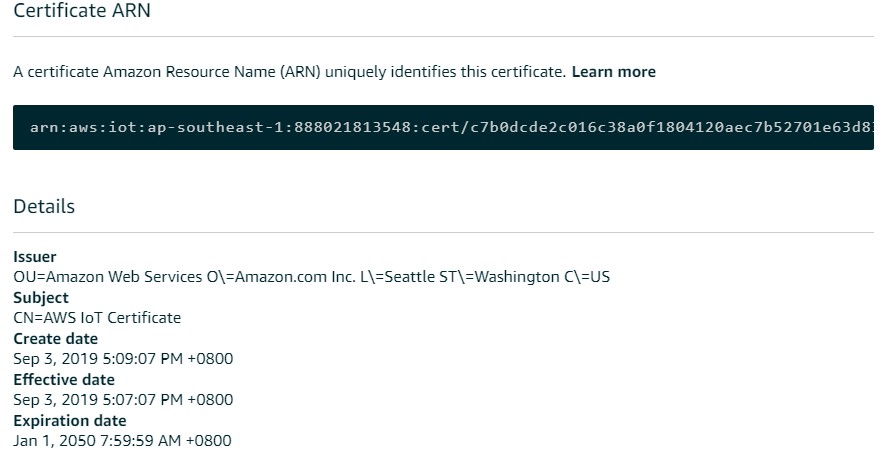 Certificate ARN
A certificate Amazon Resource Name (ARN) uniquely identifies this certificate. Learn more
arn:aws:iot:ap-southeast-1:888021813548:cert/c7b0dcde2c016c38a0f1804120aec7b52701e63d8
Details
Issuer
OU=Amazon Web Services O\=Amazon.com Inc. L\=Seattle ST\=Washington C\=US
Subject
CN=AWS IoT Certificate
Create date
Sep 3, 2019 5:09:07 PM +0800
Effective date
Sep 3, 2019 5:07:07 PM +0800
Expiration date
Jan 1, 2050 7:59:59 AM +0800